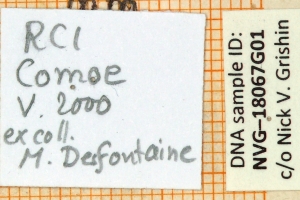 RCI
Comoe
V. 2000
ex coll.
M. Desfontaine
DNA sample ID:
NVG–18067G01
c/o Nick V. Grishin